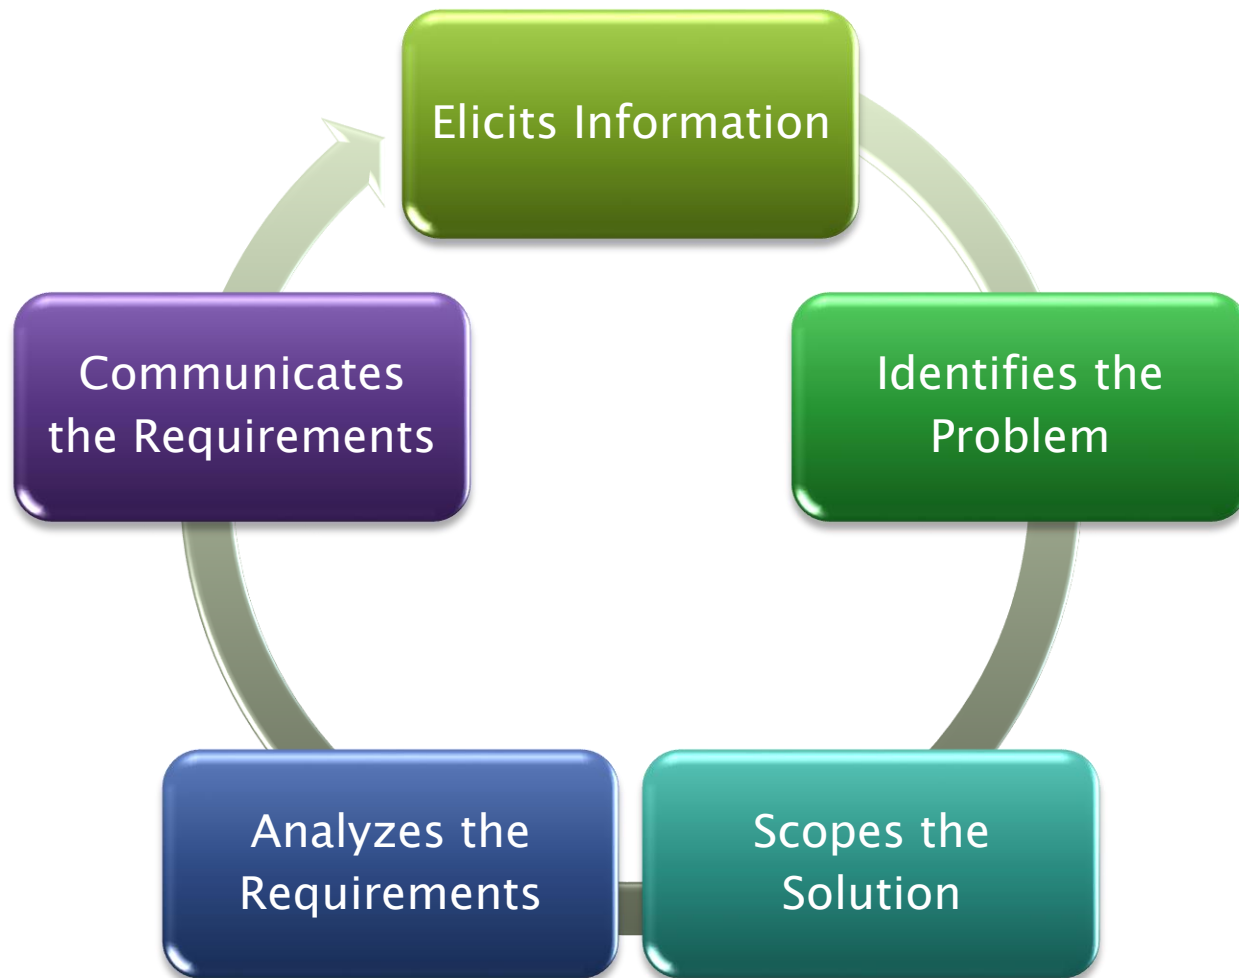 Elicits Information
Identifies the
Problem
Scopes the
Solution
Analyzes the
Requirements
Communicates
the Requirements